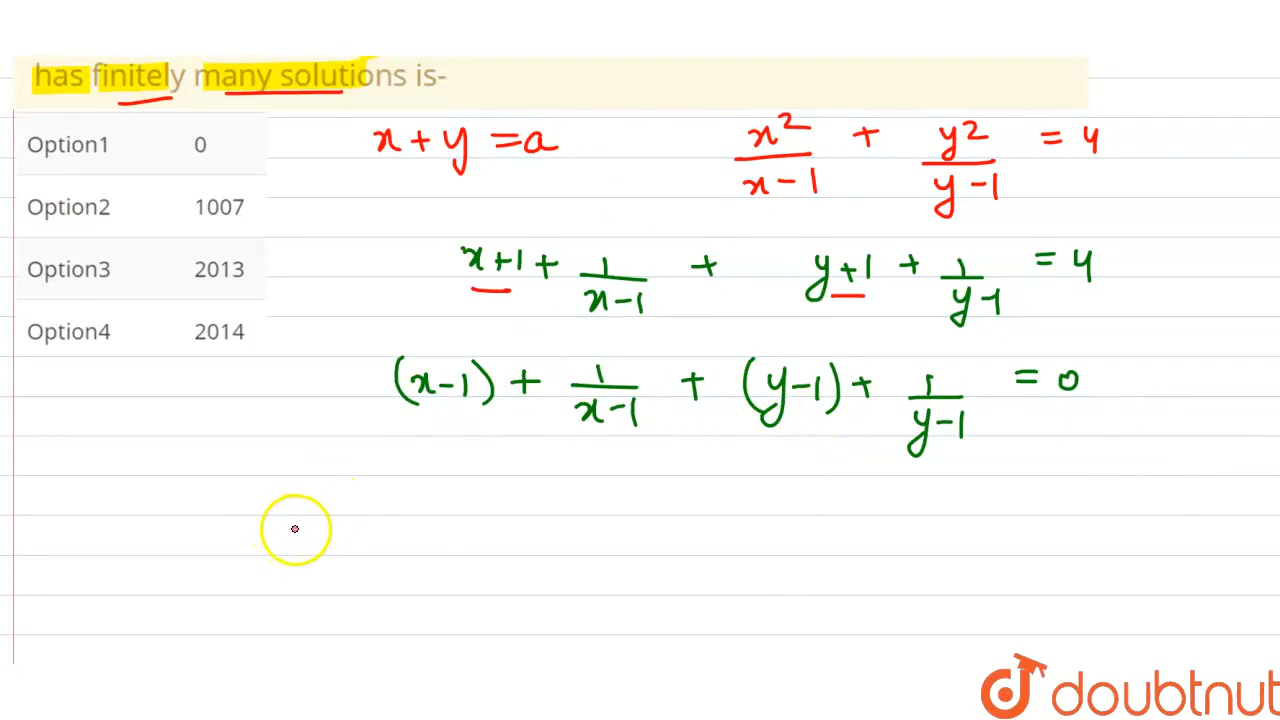 has finitely many solutions is-
Option1 0
Option2 1007
Option3 2013
Option4 2014
x + y = a
x²/(x-1) + y²/(y-1) = 4
x+1 + 1/(x-1) + y+1 + 1/(y-1) = 4
(x-1) + 1/(x-1) + (y-1) + 1/(y-1) = 0
doubtnut